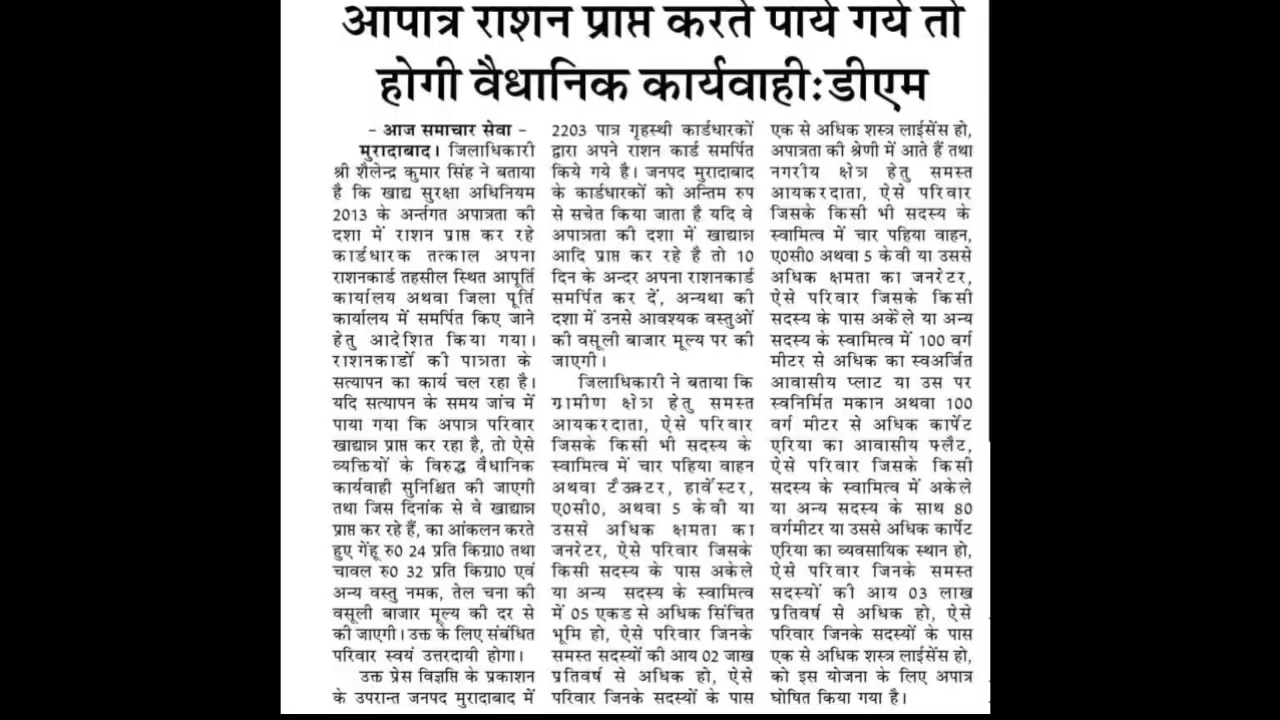 आपात्र राशन प्राप्त करते पाये गये तो
होगी वैधानिक कार्यवाही:डीएम
- आज समाचार सेवा -
मुरादाबाद। जिलाधिकारी
श्री शैलेन्द्र कुमार सिंह ने बताया
है कि खाद्य सुरक्षा अधिनियम
2013 के अर्न्तगत अपात्रता की
दशा में राशन प्राप्त कर रहे
कार्डधारक तत्काल अपना
राशनकार्ड तहसील स्थित आपूर्ति
कार्यालय अथवा जिला पूर्ति
कार्यालय में समर्पित किए जाने
हेतु आदेशित किया गया।
राशनकार्डो की पात्रता के
सत्यापन का कार्य चल रहा है।
यदि सत्यापन के समय जांच में
पाया गया कि अपात्र परिवार
खाद्यान्न प्राप्त कर रहा है, तो ऐसे
व्यक्तियों के विरुद्ध वैधानिक
कार्यवाही सुनिश्चित की जाएगी
तथा जिस दिनांक से वे खाद्यान्न
प्राप्त कर रहे हैं, का आंकलन करते
हुए गेंहू रु0 24 प्रति किग्रा0 तथा
चावल रु0 32 प्रति किग्रा0 एवं
अन्य वस्तु नमक, तेल चना की
वसूली बाजार मूल्य की दर से
की जाएगी। उक्त के लिए संबंधित
परिवार स्वयं उत्तरदायी होगा।
उक्त प्रेस विज्ञप्ति के प्रकाशन
के उपरान्त जनपद मुरादाबाद में
2203 पात्र गृहस्थी कार्डधारकों
द्वारा अपने राशन कार्ड समर्पित
किये गये है। जनपद मुरादाबाद
के कार्डधारकों को अन्तिम रुप
से सचेत किया जाता है यदि वे
अपात्रता की दशा में खाद्यान्न
आदि प्राप्त कर रहे है तो 10
दिन के अन्दर अपना राशनकार्ड
समर्पित कर दें, अन्यथा की
दशा में उनसे आवश्यक वस्तुओं
की वसूली बाजार मूल्य पर की
जाएगी।
जिलाधिकारी ने बताया कि
ग्रामीण क्षेत्र हेतु समस्त
आयकरदाता, ऐसे परिवार
जिसके किसी भी सदस्य के
स्वामित्व में चार पहिया वाहन
अथवा टैक्टर, हार्वेस्टर,
ए0सी0, अथवा 5 केवी या
उससे अधिक क्षमता का
जनरेटर, ऐसे परिवार जिसके
किसी सदस्य के पास अकेले
या अन्य सदस्य के स्वामित्व
में 05 एकड से अधिक सिंचित
भूमि हो, ऐसे परिवार जिनके
समस्त सदस्यों की आय 02 जाख
प्रतिवर्ष से अधिक हो, ऐसे
परिवार जिनके सदस्यों के पास
एक से अधिक शस्त्र लाईसेंस हो,
अपात्रता की श्रेणी में आते हैं तथा
नगरीय क्षेत्र हेतु समस्त
आयकरदाता, ऐसे परिवार
जिसके किसी भी सदस्य के
स्वामित्व में चार पहिया वाहन,
ए0सी0 अथवा 5 केवी या उससे
अधिक क्षमता का जनरेटर,
ऐसे परिवार जिसके किसी
सदस्य के पास अकेले या अन्य
सदस्य के स्वामित्व में 100 वर्ग
मीटर से अधिक का स्वअर्जित
आवासीय प्लाट या उस पर
स्वनिर्मित मकान अथवा 100
वर्ग मीटर से अधिक कार्पेट
एरिया का आवासीय फ्लैट,
ऐसे परिवार जिसके किसी
सदस्य के स्वामित्व में अकेले
या अन्य सदस्य के साथ 80
वर्गमीटर या उससे अधिक कार्पेट
एरिया का व्यवसायिक स्थान हो,
ऐसे परिवार जिनके समस्त
सदस्यों की आय 03 लाख
प्रतिवर्ष से अधिक हो, ऐसे
परिवार जिनके सदस्यों के पास
एक से अधिक शस्त्र लाईसेंस हो,
को इस योजना के लिए अपात्र
घोषित किया गया है।